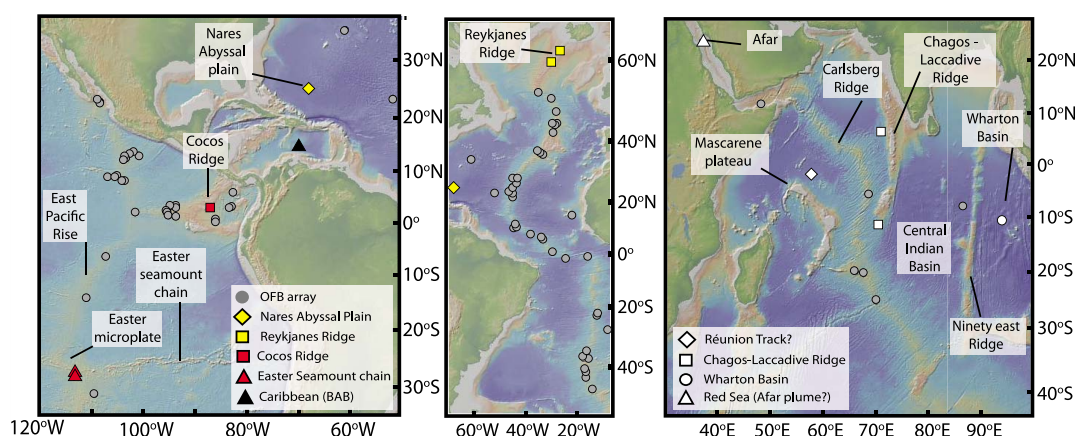 Nares
Abyssal
plain
Cocos
Ridge
East
Pacific
Rise
Easter
seamount
chain
Easter
microplate
OFB array
Nares Abyssal Plain
Reykjanes Ridge
Cocos Ridge
Easter Seamount chain
Caribbean (BAB)
30°N
20°N
10°N
0°
10°S
20°S
30°S
120°W
100°W
80°W
60°W
Reykjanes
Ridge
60°N
40°N
20°N
0°
20°S
40°S
60°W
40°W
20°W
Afar
Carlsberg
Ridge
Chagos -
Laccadive
Ridge
Wharton
Basin
Mascarene
plateau
Central
Indian
Basin
Ninety east
Ridge
Réunion Track?
Chagos-Laccadive Ridge
Wharton Basin
Red Sea (Afar plume?)
20°N
10°N
0°
10°S
20°S
30°S
40°S
40°E
50°E
60°E
70°E
80°E
90°E